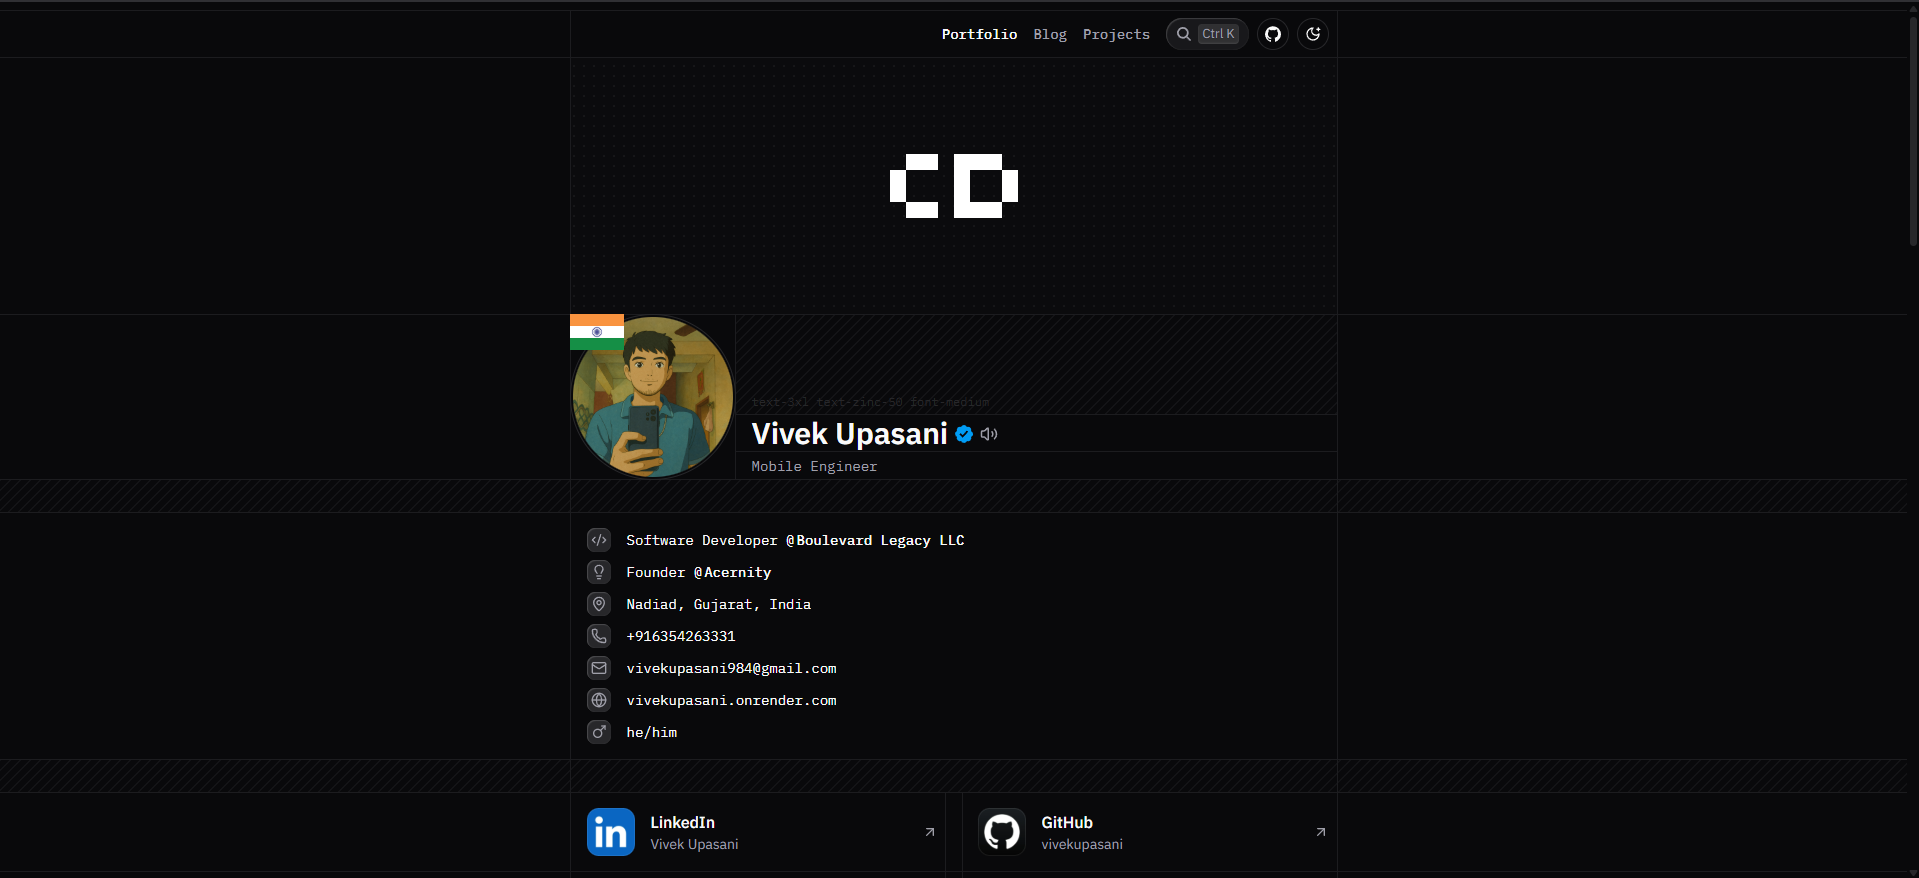 Portfolio Blog Projects Ctrl K
CD
text-3xl text-zinc-50 font-medium
Vivek Upasani
Mobile Engineer
Software Developer @Boulevard Legacy LLC
Founder @Acernity
Nadiad, Gujarat, India
+916354263331
vivekupasani984@gmail.com
vivekupasani.onrender.com
he/him
in
LinkedIn
Vivek Upasani
GitHub
vivekupasani